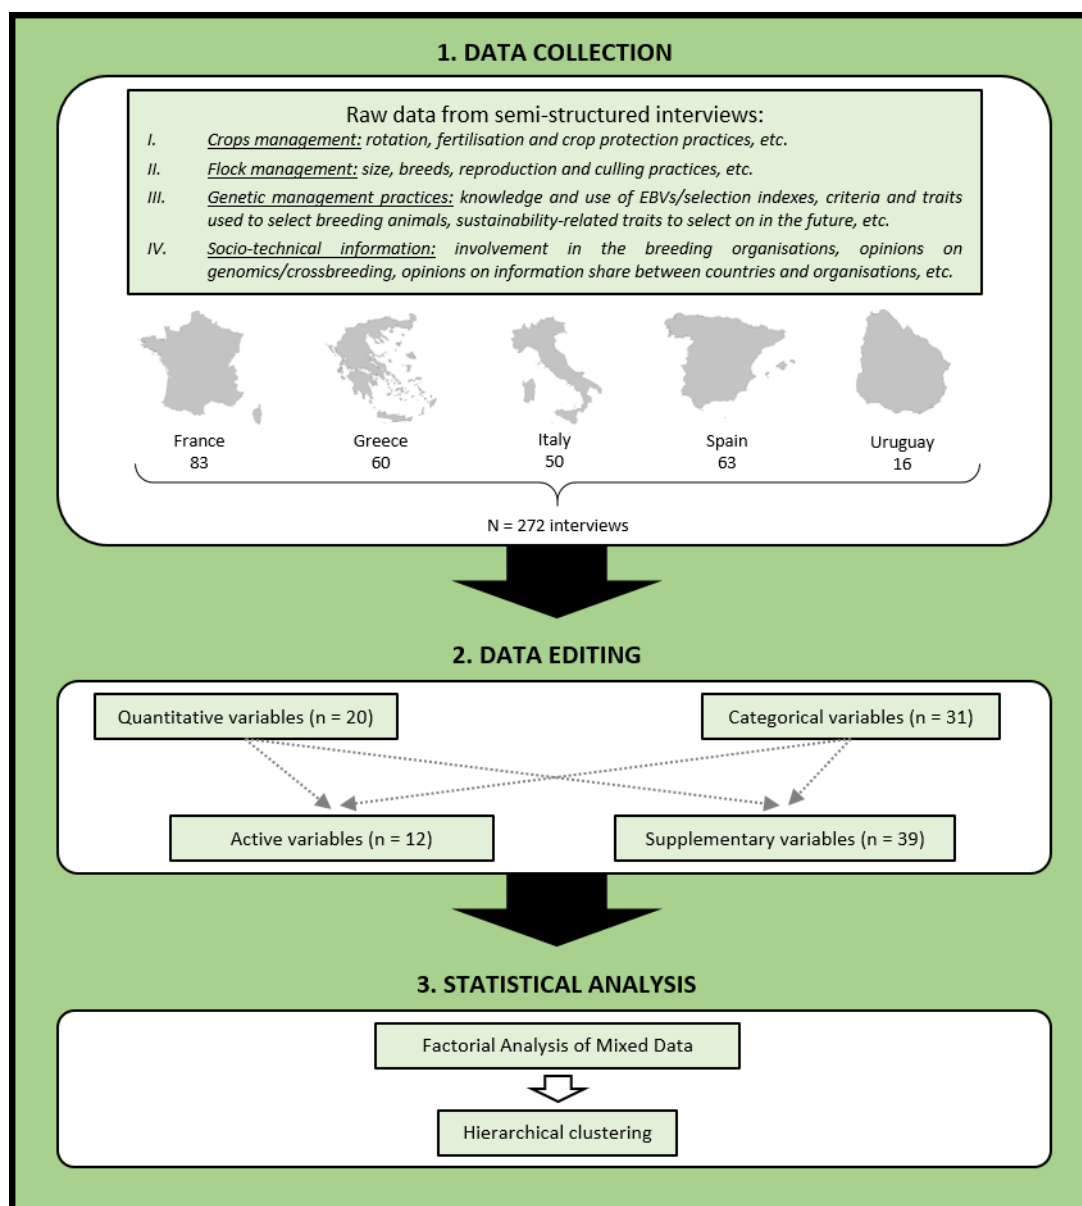 1. DATA COLLECTION
Raw data from semi-structured interviews:
I. Crops management: rotation, fertilisation and crop protection practices, etc.
II. Flock management: size, breeds, reproduction and culling practices, etc.
III. Genetic management practices: knowledge and use of EBVs/selection indexes, criteria and traits
used to select breeding animals, sustainability-related traits to select on in the future, etc.
IV. Socio-technical information: involvement in the breeding organisations, opinions on
genomics/crossbreeding, opinions on information share between countries and organisations, etc.
France Greece Italy Spain Uruguay
83 60 50 63 16
N = 272 interviews
2. DATA EDITING
Quantitative variables (n = 20) Categorical variables (n = 31)
Active variables (n = 12) Supplementary variables (n = 39)
3. STATISTICAL ANALYSIS
Factorial Analysis of Mixed Data
Hierarchical clustering